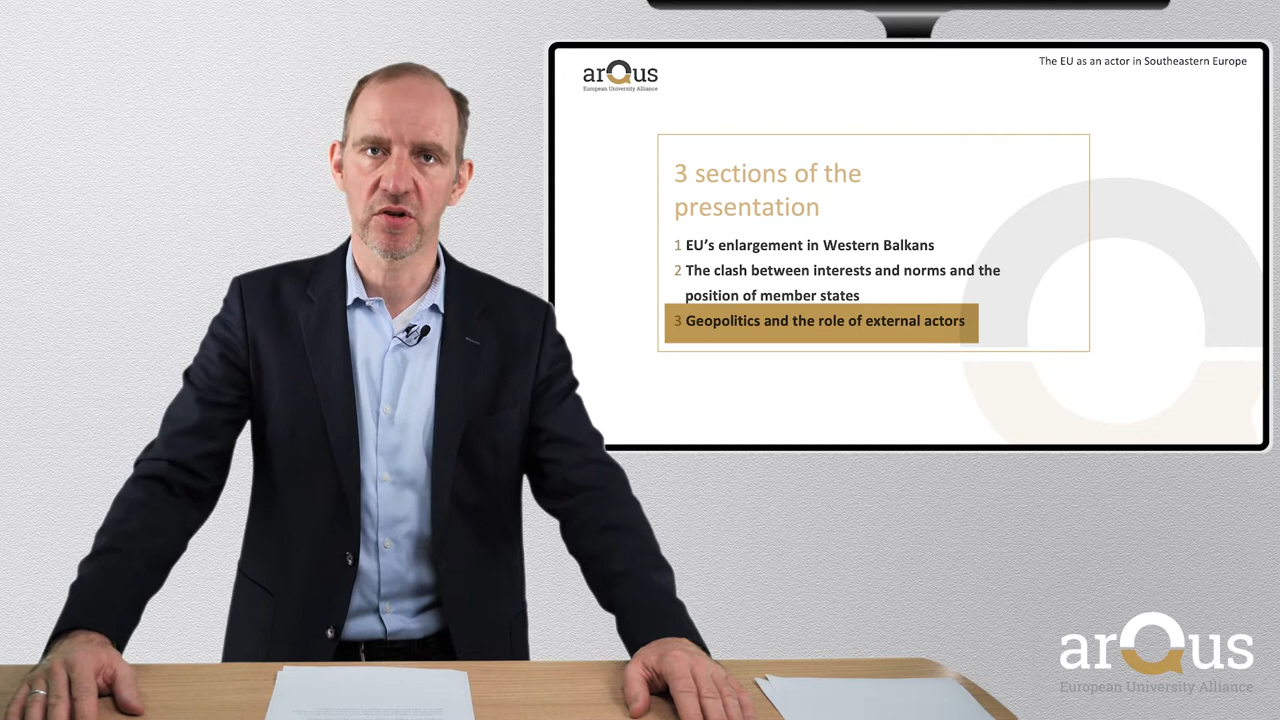 arqus
European University Alliance
The EU as an actor in Southeastern Europe
3 sections of the
presentation
1 EU's enlargement in Western Balkans
2 The clash between interests and norms and the
position of member states
3 Geopolitics and the role of external actors
arqus
European University Alliance